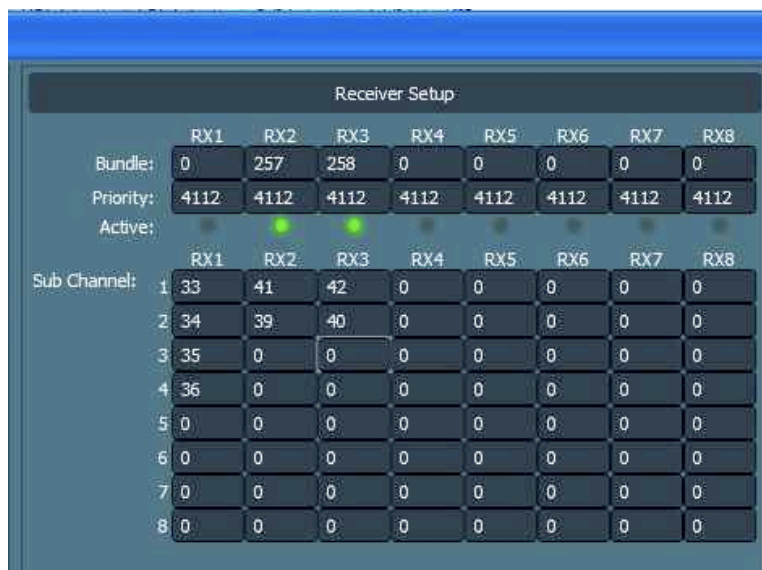 Receiver Setup
RX1 RX2 RX3 RX4 RX5 RX6 RX7 RX8
Bundle: 0 257 258 0 0 0 0 0
Priority: 4112 4112 4112 4112 4112 4112 4112 4112
Active:
RX1 RX2 RX3 RX4 RX5 RX6 RX7 RX8
Sub Channel: 1 33 41 42 0 0 0 0 0
2 34 39 40 0 0 0 0 0
3 35 0 0 0 0 0 0 0
4 36 0 0 0 0 0 0 0
5 0 0 0 0 0 0 0 0
6 0 0 0 0 0 0 0 0
7 0 0 0 0 0 0 0 0
8 0 0 0 0 0 0 0 0